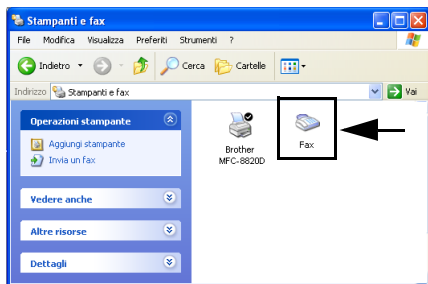 Stampanti e fax
File Modifica Visualizza Preferiti Strumenti ?
Indietro Cerca Cartelle
Indirizzo Stampanti e fax Vai
Operazioni stampante
Aggiungi stampante
Invia un fax
Vedere anche
Altre risorse
Dettagli
Brother
MFC-8820D
Fax